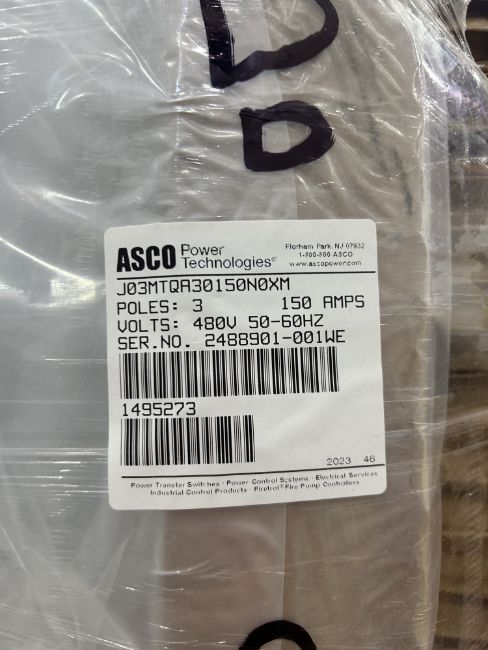 D
D
ASCO Power Technologies®
Florham Park, NJ 07932
1-800-800 ASCO
www.ascopower.com
J03MTQA30150N0XM
POLES: 3 150 AMPS
VOLTS: 480V 50-60HZ
SER.NO. 2488901-001WE
1495273
2023 46
Power Transfer Switches · Power Control Systems · Electrical Services
Industrial Control Products · Firetrol® Fire Pump Controllers